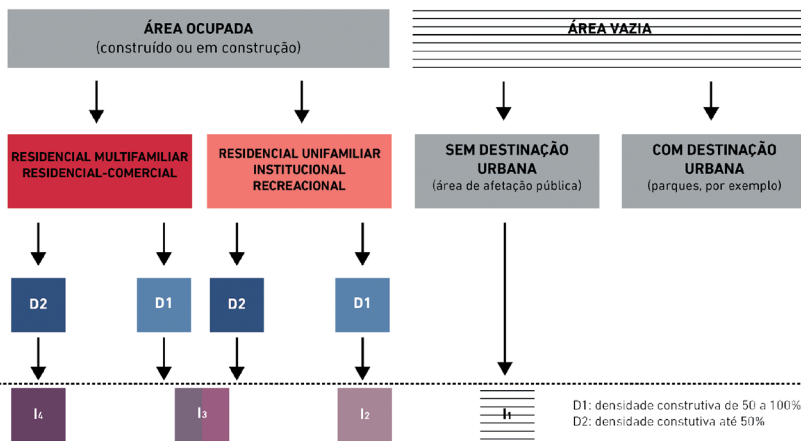 ÁREA OCUPADA
(construído ou em construção)
ÁREA VAZIA
RESIDENCIAL MULTIFAMILIAR
RESIDENCIAL-COMERCIAL
RESIDENCIAL UNIFAMILIAR
INSTITUCIONAL
RECREACIONAL
SEM DESTINAÇÃO
URBANA
(área de afetação pública)
COM DESTINAÇÃO
URBANA
(parques, por exemplo)
D2
D1
D2
D1
I4
I3
I2
I1
D1: densidade construtiva de 50 a 100%
D2: densidade constutiva até 50%